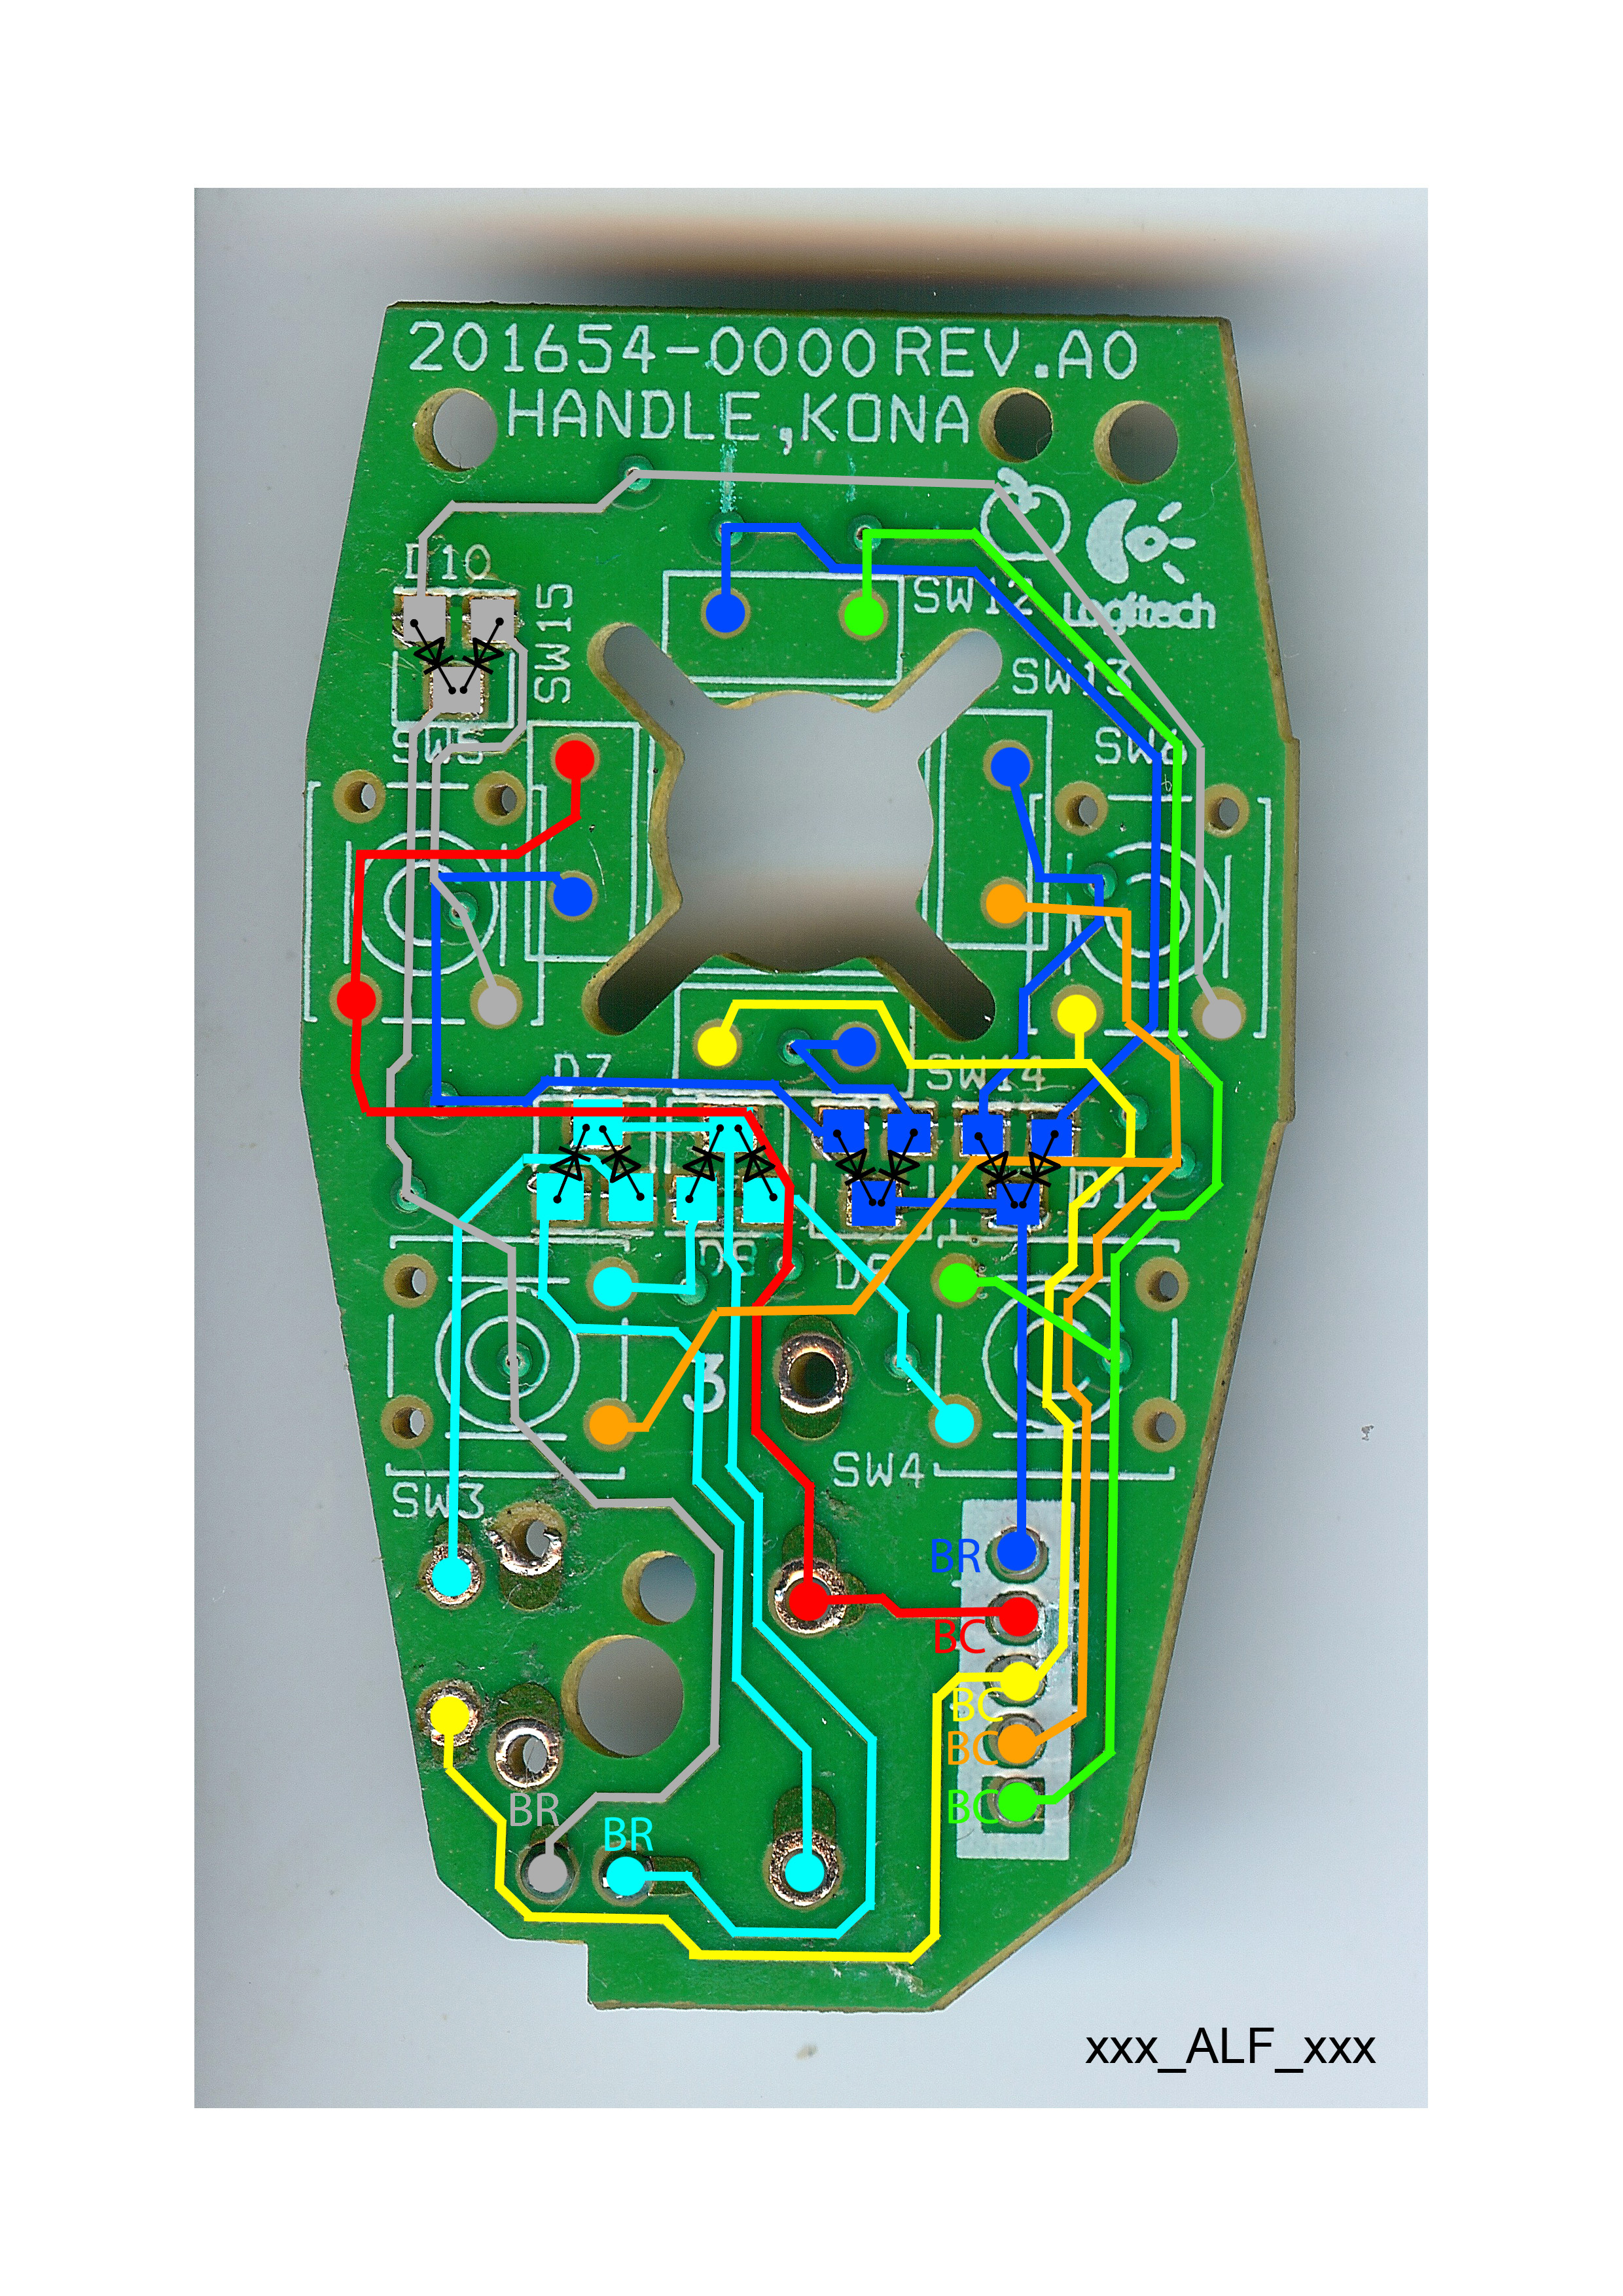 201654-0000 REV.A0
HANDLE,KONA
D10
SW15
SW12
Logitech
SW13
SW5
SW6
D7
SW14
D11
D8
D9
3
SW4
SW3
BR
BC
BC
BC
BR
BC
BR
xxx_ALF_xxx